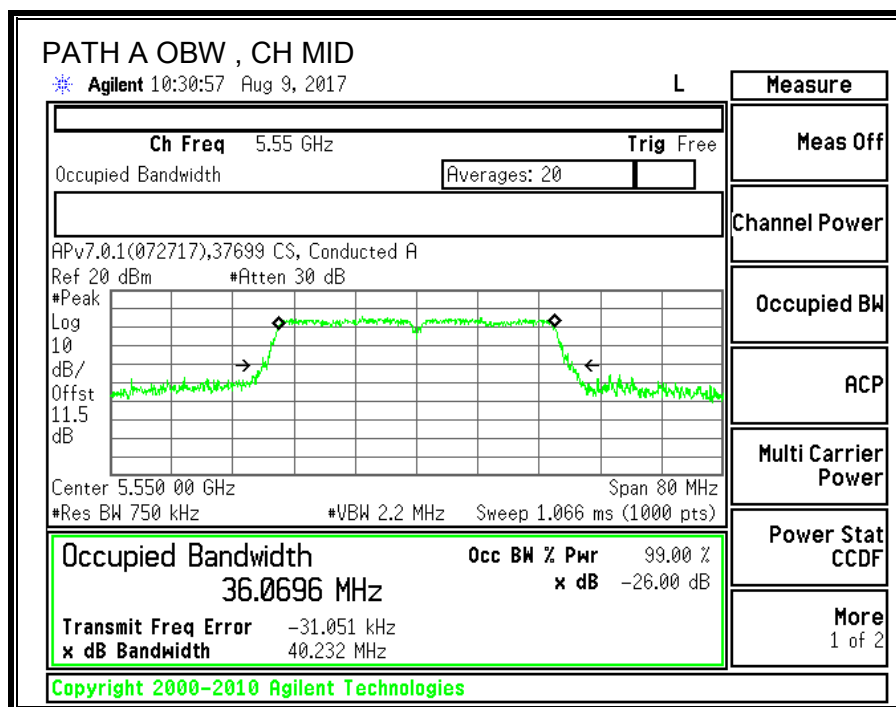 PATH A OBW , CH MID
Agilent 10:30:57 Aug 9, 2017 L
Measure
Ch Freq 5.55 GHz Trig Free
Meas Off
Occupied Bandwidth Averages: 20
Channel Power
APv7.0.1(072717),37699 CS, Conducted A
Ref 20 dBm #Atten 30 dB
#Peak
Log
10
dB/
Offst
11.5
dB
Occupied BW
ACP
Center 5.550 00 GHz Span 80 MHz
#Res BW 750 kHz #VBW 2.2 MHz Sweep 1.066 ms (1000 pts)
Multi Carrier
Power
Occupied Bandwidth
36.0696 MHz
Occ BW % Pwr 99.00 %
x dB -26.00 dB
Transmit Freq Error -31.051 kHz
x dB Bandwidth 40.232 MHz
Power Stat
CCDF
More
1 of 2
Copyright 2000-2010 Agilent Technologies